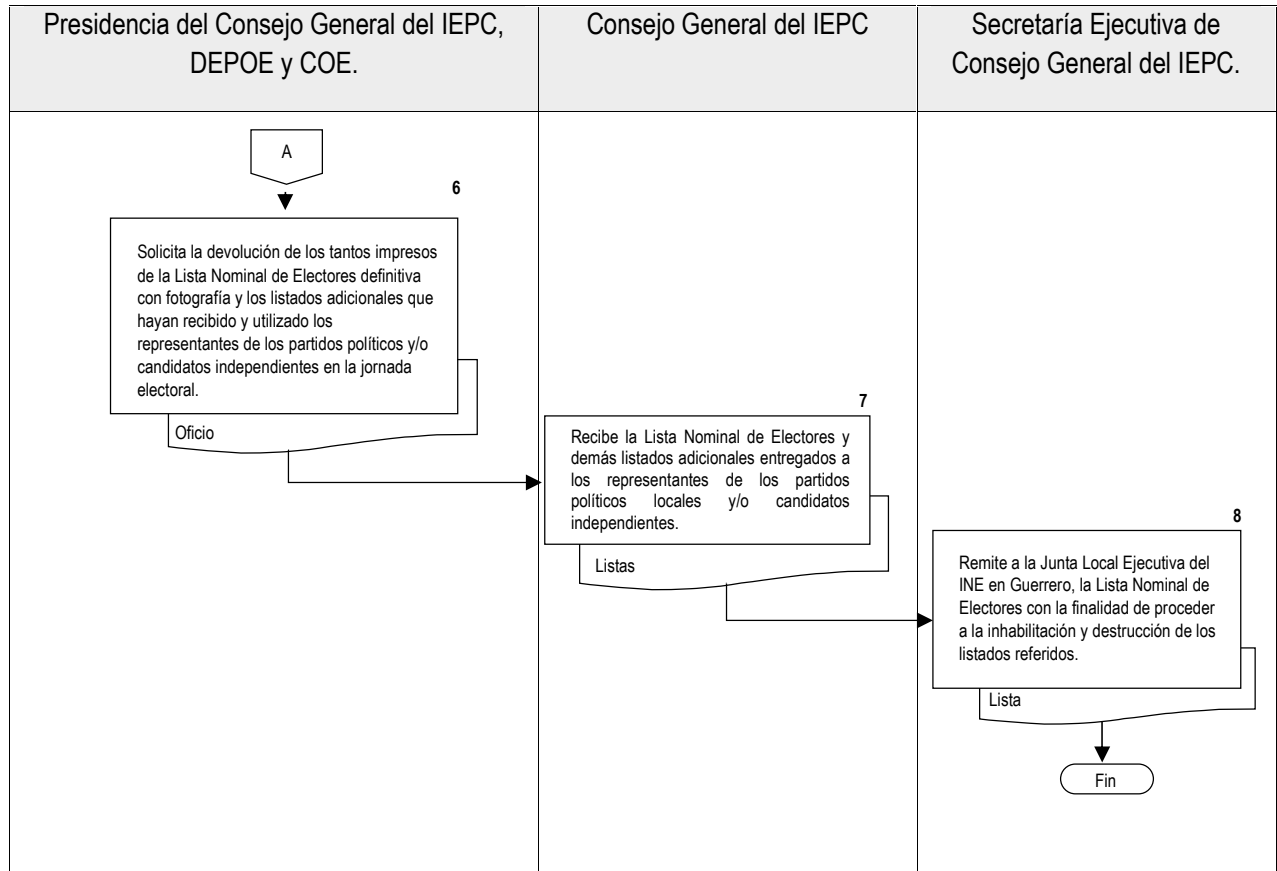 Presidencia del Consejo General del IEPC,
DEPOE y COE.
Consejo General del IEPC
Secretaría Ejecutiva de
Consejo General del IEPC.
A
6
Solicita la devolución de los tantos impresos
de la Lista Nominal de Electores definitiva
con fotografía y los listados adicionales que
hayan recibido y utilizado los
representantes de los partidos políticos y/o
candidatos independientes en la jornada
electoral.
Oficio
7
Recibe la Lista Nominal de Electores y
demás listados adicionales entregados a
los representantes de los partidos
políticos locales y/o candidatos
independientes.
Listas
8
Remite a la Junta Local Ejecutiva del
INE en Guerrero, la Lista Nominal de
Electores con la finalidad de proceder
a la inhabilitación y destrucción de los
listados referidos.
Lista
Fin